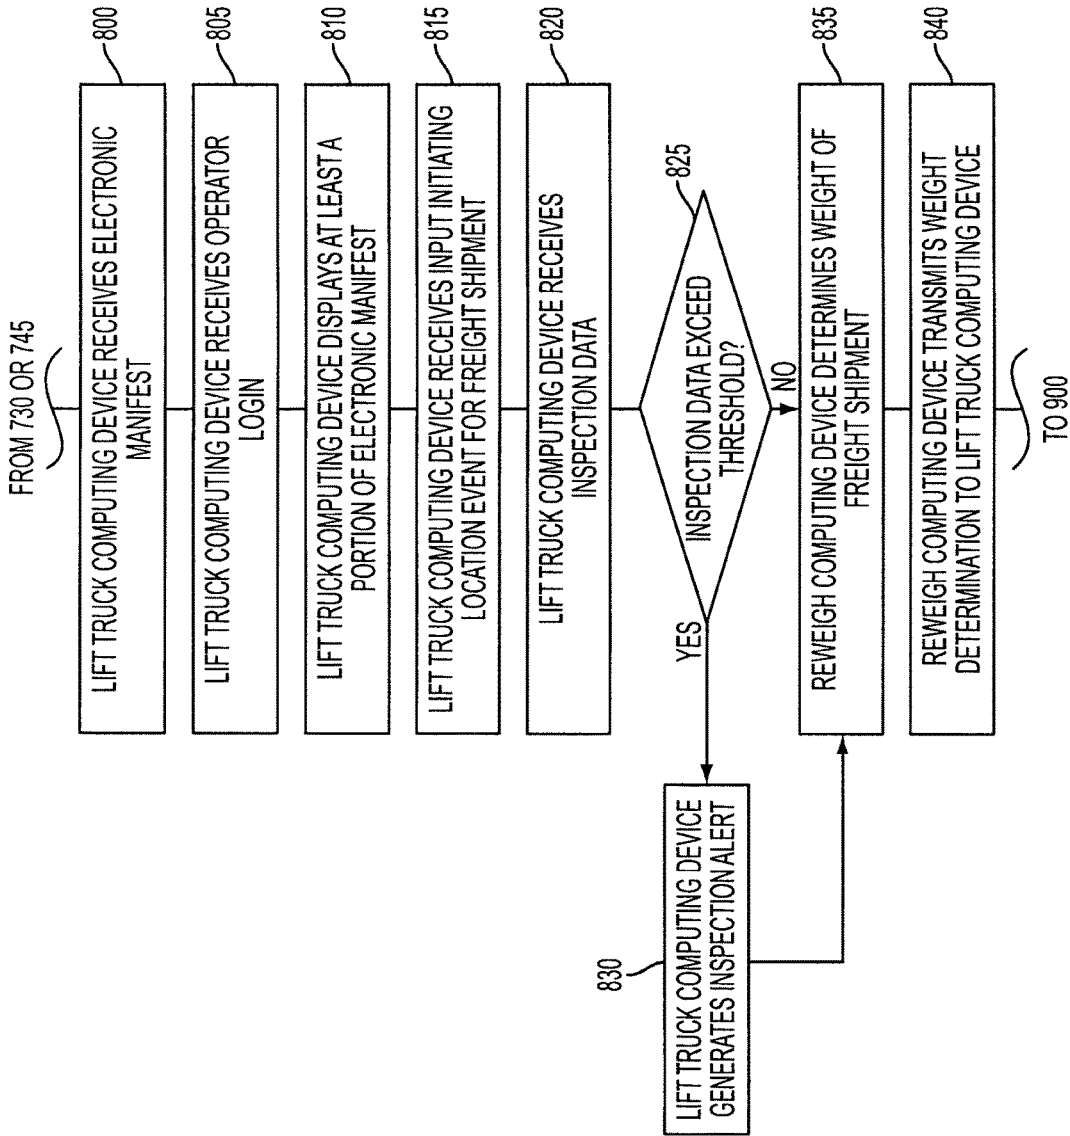 FROM 730 OR 745
LIFT TRUCK COMPUTING DEVICE RECEIVES ELECTRONIC
MANIFEST
800
LIFT TRUCK COMPUTING DEVICE RECEIVES OPERATOR
LOGIN
805
LIFT TRUCK COMPUTING DEVICE DISPLAYS AT LEAST A
PORTION OF ELECTRONIC MANIFEST
810
LIFT TRUCK COMPUTING DEVICE RECEIVES INPUT INITIATING
LOCATION EVENT FOR FREIGHT SHIPMENT
815
LIFT TRUCK COMPUTING DEVICE RECEIVES
INSPECTION DATA
820
INSPECTION DATA EXCEED
THRESHOLD?
825
YES
NO
LIFT TRUCK COMPUTING DEVICE
GENERATES INSPECTION ALERT
830
REWEIGH COMPUTING DEVICE DETERMINES WEIGHT OF
FREIGHT SHIPMENT
835
REWEIGH COMPUTING DEVICE TRANSMITS WEIGHT
DETERMINATION TO LIFT TRUCK COMPUTING DEVICE
840
TO 900